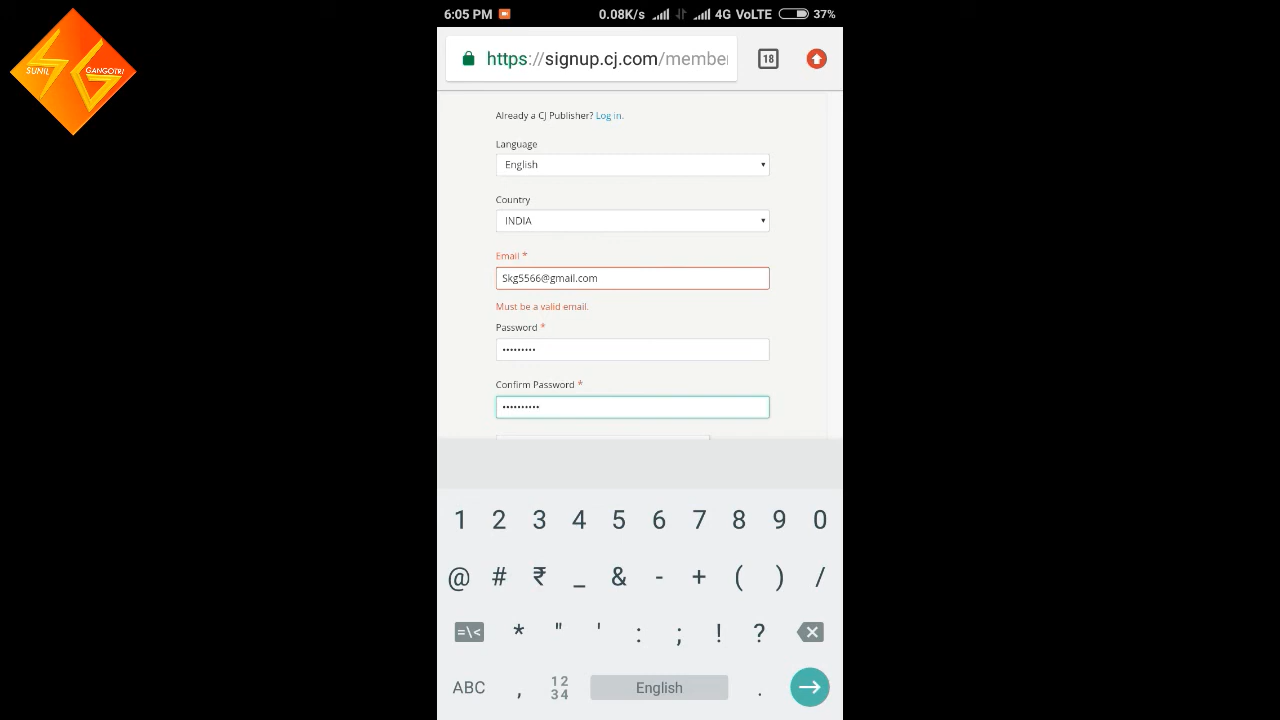 6:05 PM 0.08K/s 4G VoLTE 37%
SUNIL GANGOTRI
https://signup.cj.com/membe 18
Already a CJ Publisher? Log in.
Language
English
Country
INDIA
Email *
Skg5566@gmail.com
Must be a valid email.
Password *
•••••••••
Confirm Password *
••••••••••
1 2 3 4 5 6 7 8 9 0
@ # ₹ _ & - + ( ) /
=\< * " ' : ; ! ?
ABC , 12 34 English .